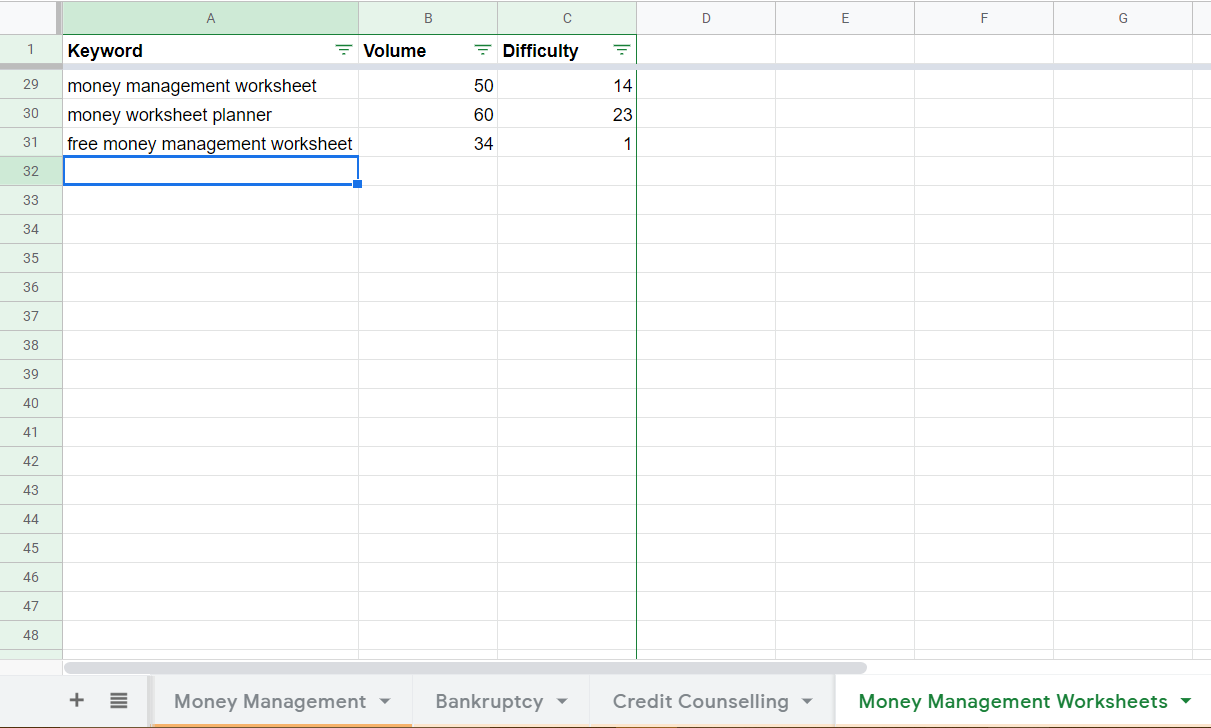 A B C D E F G
1 Keyword Volume Difficulty
29 money management worksheet 50 14
30 money worksheet planner 60 23
31 free money management worksheet 34 1
32
33
34
35
36
37
38
39
40
41
42
43
44
45
46
47
48
+ Money Management Bankruptcy Credit Counselling Money Management Worksheets